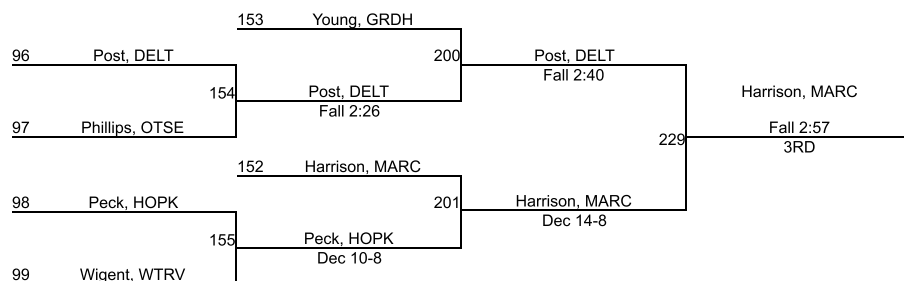 153 Young, GRDH
96 Post, DELT
200 Post, DELT
Fall 2:40
154 Post, DELT
Fall 2:26
Harrison, MARC
97 Phillips, OTSE
229 Fall 2:57
3RD
152 Harrison, MARC
98 Peck, HOPK
201 Harrison, MARC
Dec 14-8
155 Peck, HOPK
Dec 10-8
99 Wigent, WTRV